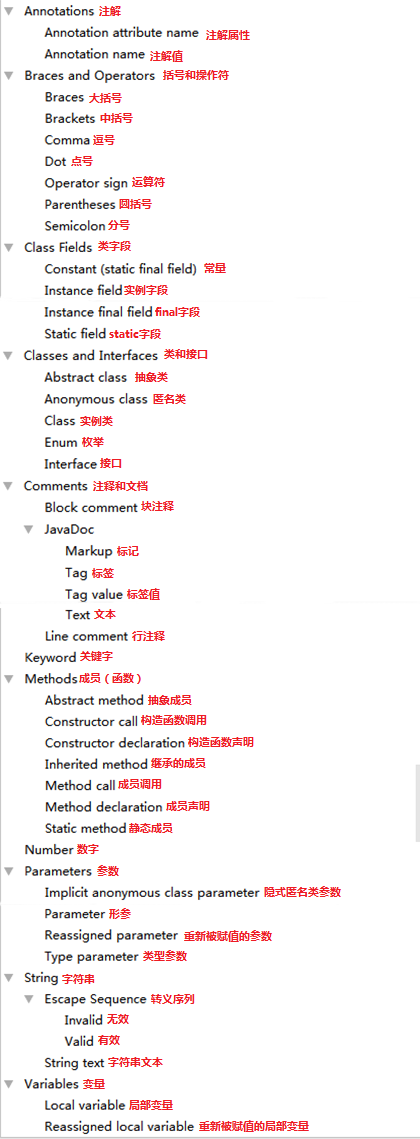 Annotations 注解
Annotation attribute name 注解属性
Annotation name 注解值
Braces and Operators 括号和操作符
Braces 大括号
Brackets 中括号
Comma 逗号
Dot 点号
Operator sign 运算符
Parentheses 圆括号
Semicolon 分号
Class Fields 类字段
Constant (static final field) 常量
Instance field 实例字段
Instance final field final字段
Static field static字段
Classes and Interfaces 类和接口
Abstract class 抽象类
Anonymous class 匿名类
Class 实例类
Enum 枚举
Interface 接口
Comments 注释和文档
Block comment 块注释
JavaDoc
Markup 标记
Tag 标签
Tag value 标签值
Text 文本
Line comment 行注释
Keyword 关键字
Methods 成员（函数）
Abstract method 抽象成员
Constructor call 构造函数调用
Constructor declaration 构造函数声明
Inherited method 继承的成员
Method call 成员调用
Method declaration 成员声明
Static method 静态成员
Number 数字
Parameters 参数
Implicit anonymous class parameter 隐式匿名类参数
Parameter 形参
Reassigned parameter 重新被赋值的参数
Type parameter 类型参数
String 字符串
Escape Sequence 转义序列
Invalid 无效
Valid 有效
String text 字符串文本
Variables 变量
Local variable 局部变量
Reassigned local variable 重新被赋值的局部变量